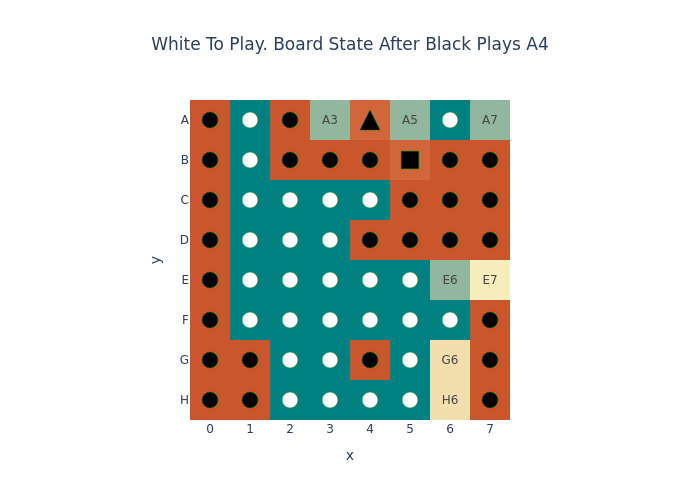 White To Play. Board State After Black Plays A4
A A3 A5 A7
B
C
D
E E6 E7
F
G G6
H H6
0 1 2 3 4 5 6 7
x
y